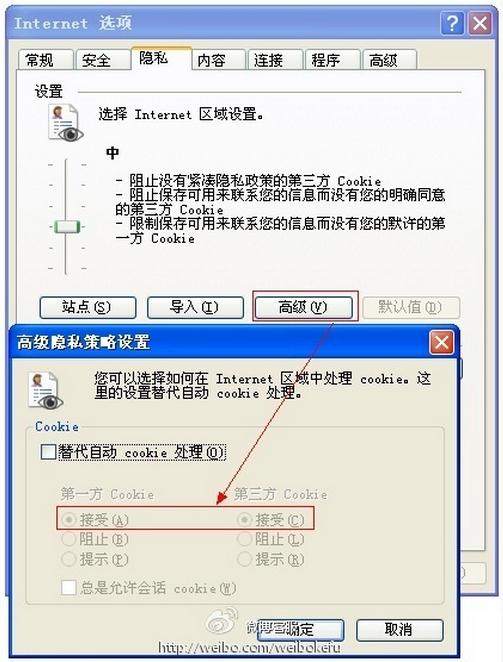 Internet 选项
常规 安全 隐私 内容 连接 程序 高级
设置
选择 Internet 区域设置。
中
- 阻止没有紧凑隐私政策的第三方 Cookie
- 阻止保存可用来联系您的信息而没有您的明确同意
的第三方 Cookie
- 限制保存可用来联系您的信息而没有您的默许的第
一方 Cookie
站点(S) 导入(I) 高级(V) 默认值(D)
高级隐私策略设置
您可以选择如何在 Internet 区域中处理 cookie。这
里的设置替代自动 cookie 处理。
Cookie
替代自动 cookie 处理(O)
第一方 Cookie 第三方 Cookie
接受(A) 接受(C)
阻止(B) 阻止(L)
提示(P) 提示(R)
总是允许会话 cookie(W)
微博客服
确定 取消
http://weibo.com/weibokefu